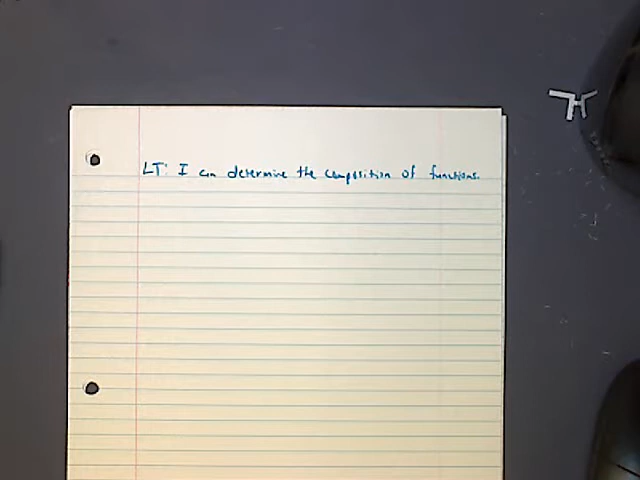 LT: I can determine the composition of functions.